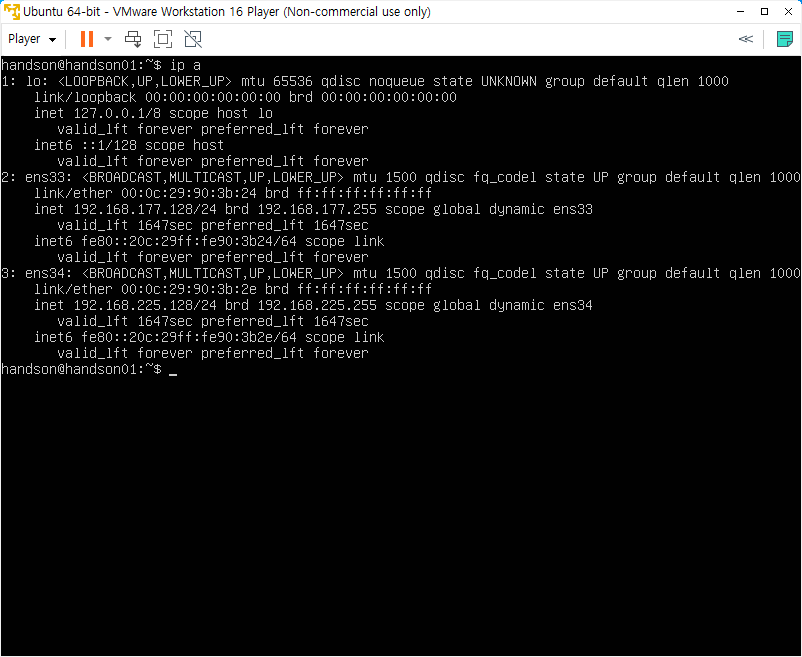 Ubuntu 64-bit - VMware Workstation 16 Player (Non-commercial use only)
Player
handson@handson01:~$ ip a
1: lo: <LOOPBACK,UP,LOWER_UP> mtu 65536 qdisc noqueue state UNKNOWN group default qlen 1000
    link/loopback 00:00:00:00:00:00 brd 00:00:00:00:00:00
    inet 127.0.0.1/8 scope host lo
       valid_lft forever preferred_lft forever
    inet6 ::1/128 scope host
       valid_lft forever preferred_lft forever
2: ens33: <BROADCAST,MULTICAST,UP,LOWER_UP> mtu 1500 qdisc fq_codel state UP group default qlen 1000
    link/ether 00:0c:29:90:3b:24 brd ff:ff:ff:ff:ff:ff
    inet 192.168.177.128/24 brd 192.168.177.255 scope global dynamic ens33
       valid_lft 1647sec preferred_lft 1647sec
    inet6 fe80::20c:29ff:fe90:3b24/64 scope link
       valid_lft forever preferred_lft forever
3: ens34: <BROADCAST,MULTICAST,UP,LOWER_UP> mtu 1500 qdisc fq_codel state UP group default qlen 1000
    link/ether 00:0c:29:90:3b:2e brd ff:ff:ff:ff:ff:ff
    inet 192.168.225.128/24 brd 192.168.225.255 scope global dynamic ens34
       valid_lft 1647sec preferred_lft 1647sec
    inet6 fe80::20c:29ff:fe90:3b2e/64 scope link
       valid_lft forever preferred_lft forever
handson@handson01:~$ _